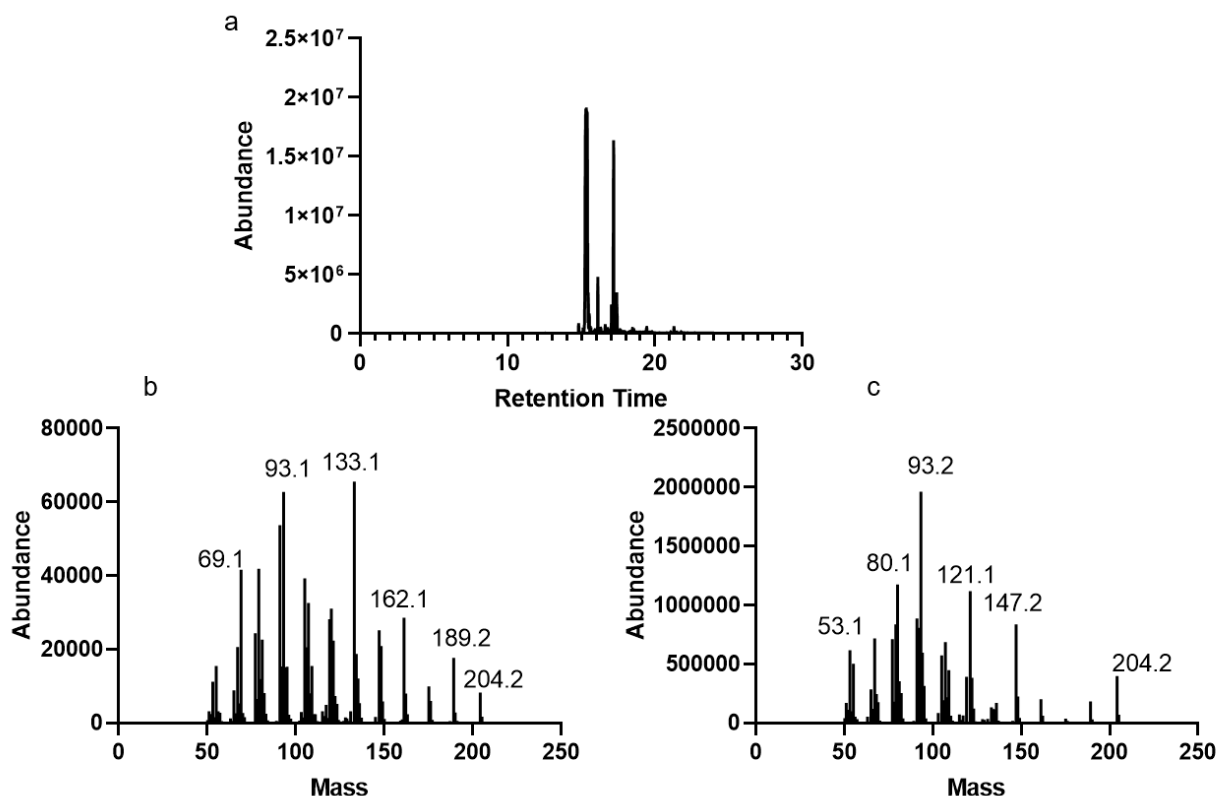 a
2.5×10⁷
2×10⁷
1.5×10⁷
1×10⁷
5×10⁶
0
Abundance
0 10 20 30
Retention Time
b
80000
60000
40000
20000
0
Abundance
69.1
93.1
133.1
162.1
189.2
204.2
0 50 100 150 200 250
Mass
c
2500000
2000000
1500000
1000000
500000
0
Abundance
53.1
80.1
93.2
121.1
147.2
204.2
0 50 100 150 200 250
Mass